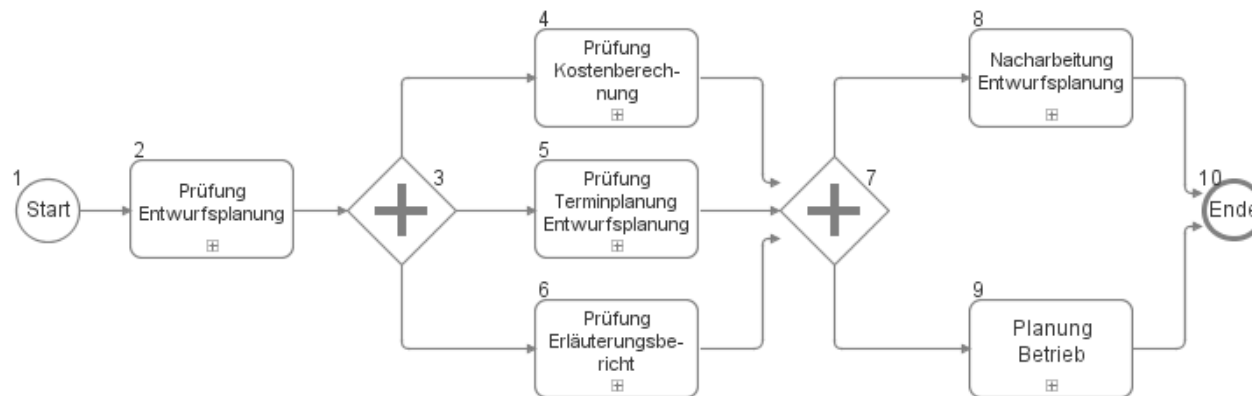 1
Start
2
Prüfung
Entwurfsplanung
3
4
Prüfung
Kostenberech-
nung
5
Prüfung
Terminplanung
Entwurfsplanung
6
Prüfung
Erläuterungsbe-
richt
7
8
Nacharbeitung
Entwurfsplanung
9
Planung
Betrieb
10
Ende